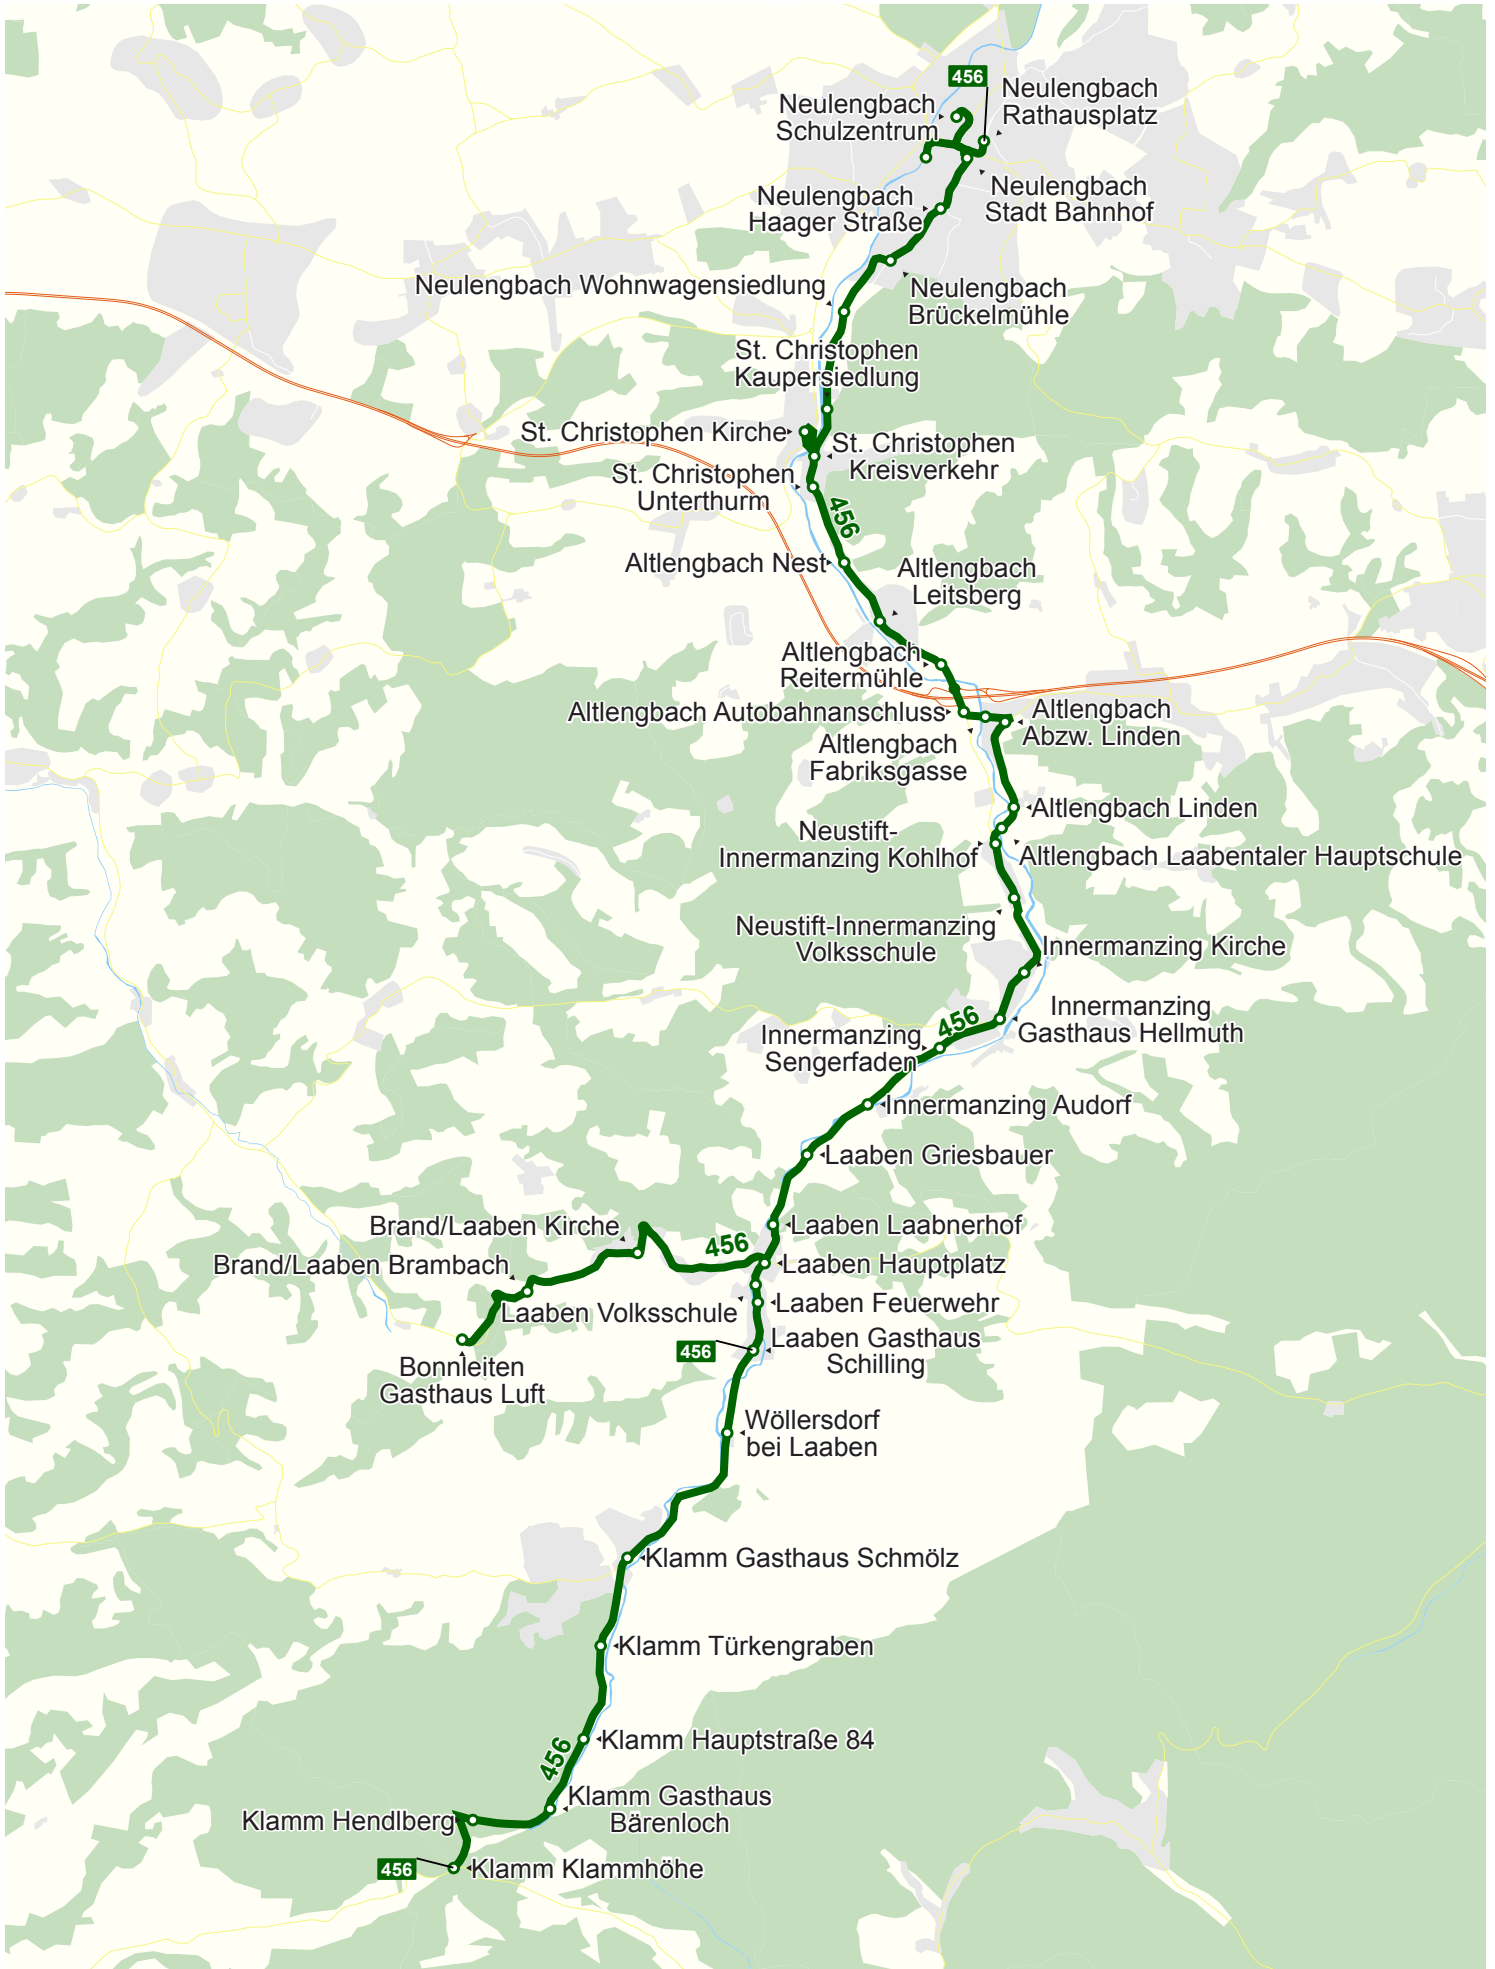 456
Neulengbach
Rathausplatz
Neulengbach
Schulzentrum
Neulengbach
Stadt Bahnhof
Neulengbach
Haager Straße
Neulengbach Wohnwagensiedlung
Neulengbach
Brückelmühle
St. Christophen
Kaupersiedlung
St. Christophen Kirche
St. Christophen
Kreisverkehr
St. Christophen
Unterthurm
456
Altlengbach Nest
Altlengbach
Leitsberg
Altlengbach
Reitermühle
Altlengbach Autobahnanschluss
Altlengbach
Abzw. Linden
Altlengbach
Fabriksgasse
Altlengbach Linden
Neustift-
Innermanzing Kohlhof
Altlengbach Laabentaler Hauptschule
Neustift-Innermanzing
Volksschule
Innermanzing Kirche
Innermanzing
Gasthaus Hellmuth
456
Innermanzing
Sengerfaden
Innermanzing Audorf
Laaben Griesbauer
Laaben Laabnerhof
Brand/Laaben Kirche
456
Laaben Hauptplatz
Brand/Laaben Brambach
Laaben Volksschule
Laaben Feuerwehr
456
Laaben Gasthaus
Schilling
Bonnleiten
Gasthaus Luft
Wöllersdorf
bei Laaben
Klamm Gasthaus Schmölz
Klamm Türkengraben
Klamm Hauptstraße 84
456
Klamm Gasthaus
Bärenloch
Klamm Hendlberg
456
Klamm Klammhöhe